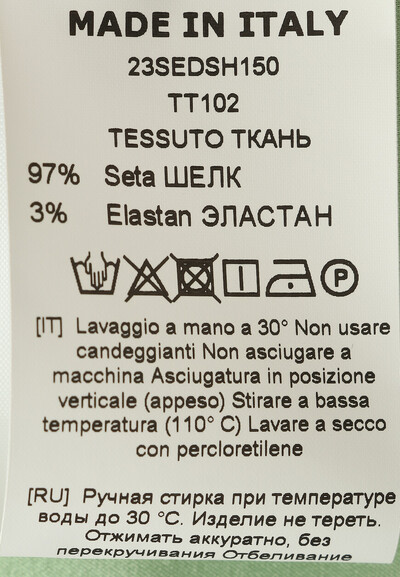 MADE IN ITALY
23SEDSH150
TT102
TESSUTO ТКАНЬ
97% Seta ШЕЛК
3% Elastan ЭЛАСТАН
P
[IT] Lavaggio a mano a 30° Non usare
candeggianti Non asciugare a
macchina Asciugatura in posizione
verticale (appeso) Stirare a bassa
temperatura (110° C) Lavare a secco
con percloretilene
[RU] Ручная стирка при температуре
воды до 30 °С. Изделие не тереть.
Отжимать аккуратно, без
перекручивания Отбеливание